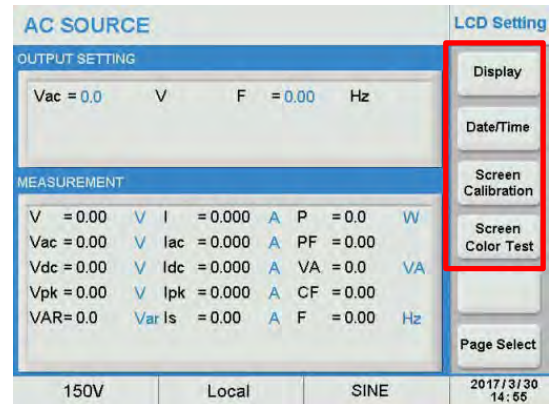 AC SOURCE
LCD Setting
OUTPUT SETTING
Vac = 0.0 V F = 0.00 Hz
MEASUREMENT
V = 0.00 V I = 0.000 A P = 0.0 W
Vac = 0.00 V Iac = 0.000 A PF = 0.00
Vdc = 0.00 V Idc = 0.000 A VA = 0.0 VA
Vpk = 0.00 V Ipk = 0.000 A CF = 0.00
VAR= 0.0 Var Is = 0.00 A F = 0.00 Hz
150V Local SINE
Display
Date/Time
Screen
Calibration
Screen
Color Test
Page Select
2017/3/30
14:55